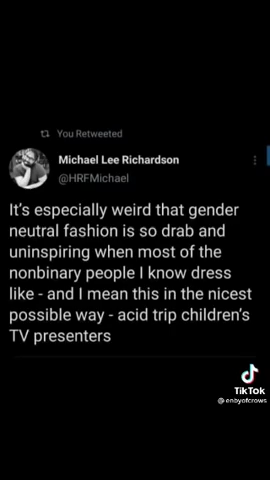 You Retweeted
Michael Lee Richardson
@HRFMichael
It's especially weird that gender
neutral fashion is so drab and
uninspiring when most of the
nonbinary people I know dress
like - and I mean this in the nicest
possible way - acid trip children's
TV presenters
TikTok
@enbyofcrows